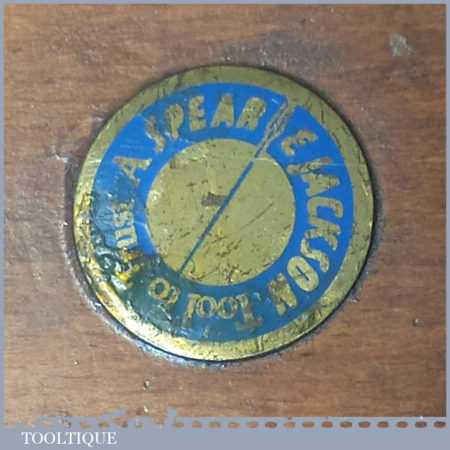 A SPEAR & JACKSON Tool to Trust
TOOLTIQUE